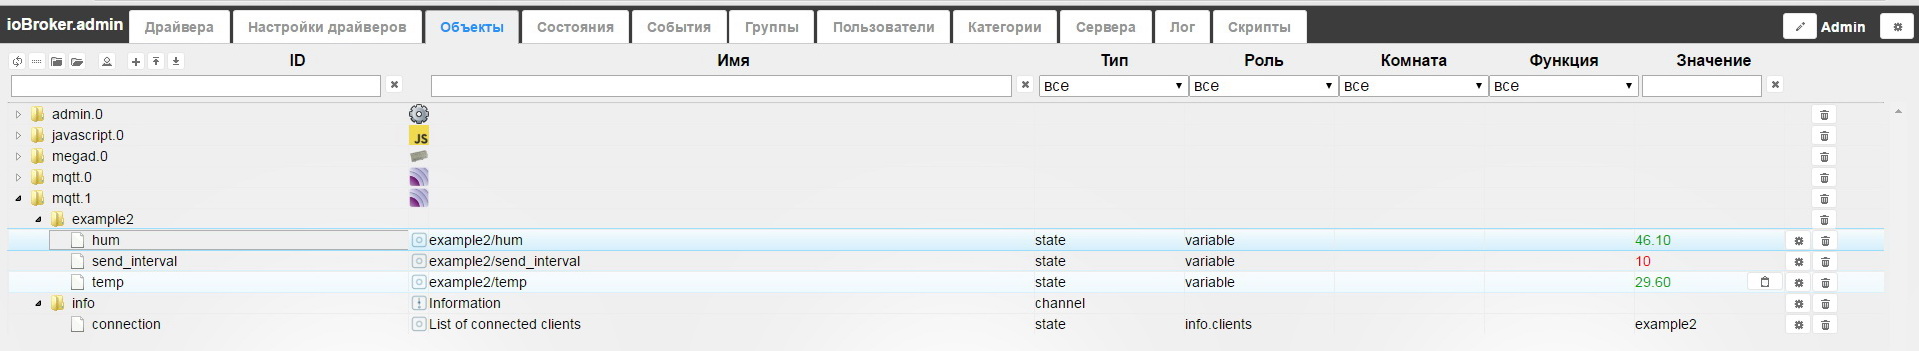 ioBroker.admin Драйвера Настройки драйверов Объекты Состояния События Группы Пользователи Категории Сервера Лог Скрипты Admin
ID Имя Тип Роль Комната Функция Значение
все все все все
admin.0
javascript.0 JS
megad.0
mqtt.0
mqtt.1
example2
hum example2/hum state variable 46.10
send_interval example2/send_interval state variable 10
temp example2/temp state variable 29.60
info Information channel
connection List of connected clients state info.clients example2